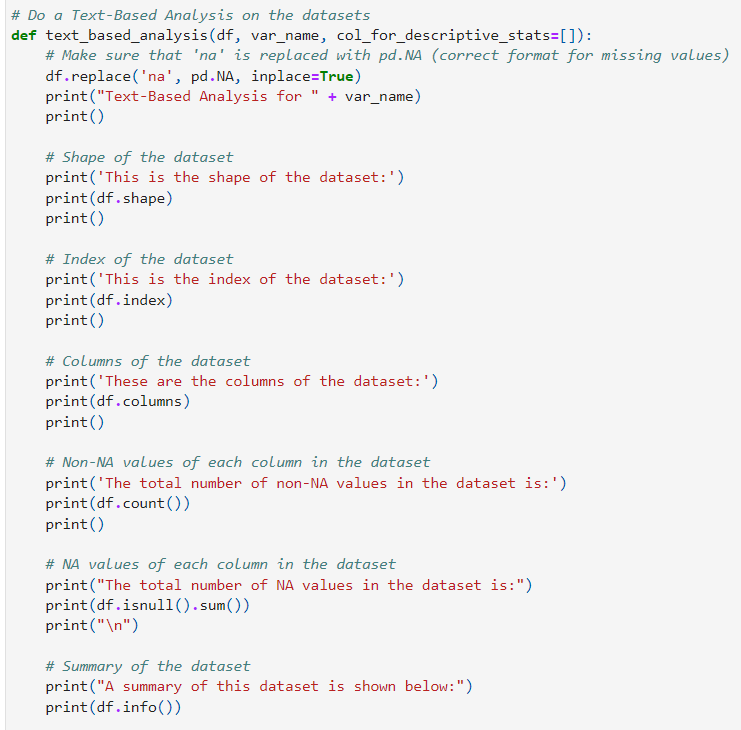 # Do a Text-Based Analysis on the datasets
def text_based_analysis(df, var_name, col_for_descriptive_stats=[]):
    # Make sure that 'na' is replaced with pd.NA (correct format for missing values)
    df.replace('na', pd.NA, inplace=True)
    print("Text-Based Analysis for " + var_name)
    print()

    # Shape of the dataset
    print('This is the shape of the dataset:')
    print(df.shape)
    print()

    # Index of the dataset
    print('This is the index of the dataset:')
    print(df.index)
    print()

    # Columns of the dataset
    print('These are the columns of the dataset:')
    print(df.columns)
    print()

    # Non-NA values of each column in the dataset
    print('The total number of non-NA values in the dataset is:')
    print(df.count())
    print()

    # NA values of each column in the dataset
    print("The total number of NA values in the dataset is:")
    print(df.isnull().sum())
    print("\n")

    # Summary of the dataset
    print("A summary of this dataset is shown below:")
    print(df.info())